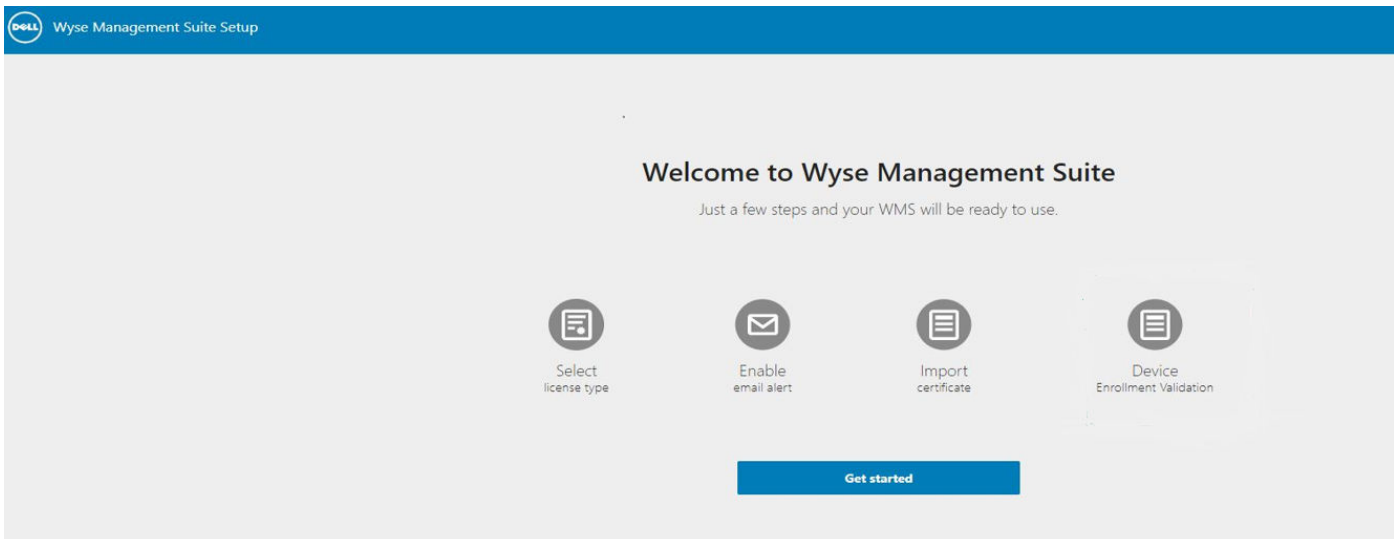 DELL Wyse Management Suite Setup
Welcome to Wyse Management Suite
Just a few steps and your WMS will be ready to use.
Select
license type
Enable
email alert
Import
certificate
Device
Enrollment Validation
Get started